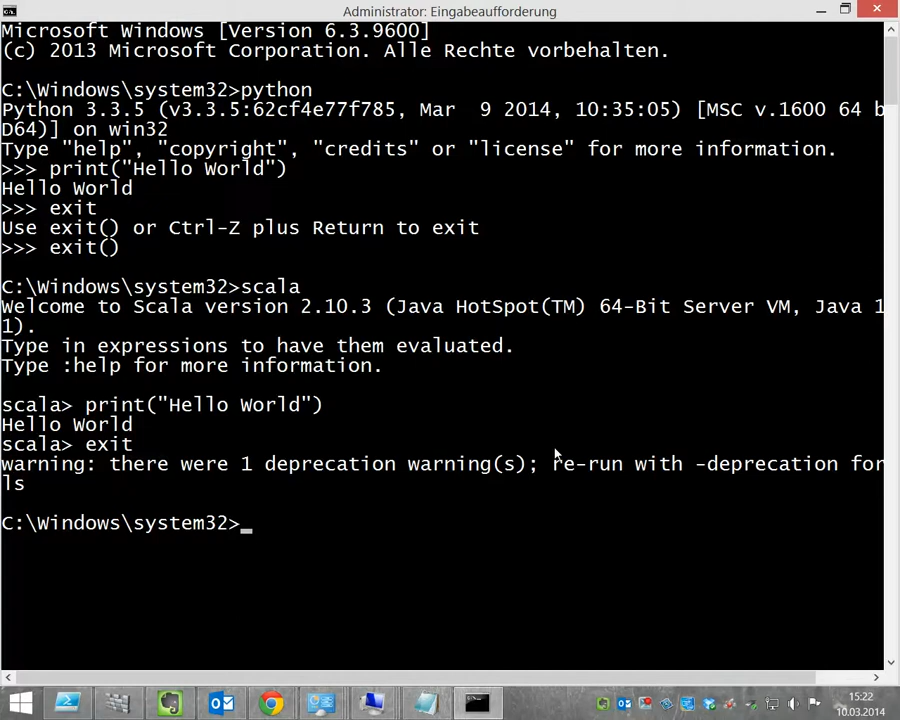 Administrator: Eingabeaufforderung
Microsoft Windows [Version 6.3.9600]
(c) 2013 Microsoft Corporation. Alle Rechte vorbehalten.
C:\Windows\system32>python
Python 3.3.5 (v3.3.5:62cf4e77f785, Mar  9 2014, 10:35:05) [MSC v.1600 64 b
D64)] on win32
Type "help", "copyright", "credits" or "license" for more information.
>>> print("Hello World")
Hello World
>>> exit
Use exit() or Ctrl-Z plus Return to exit
>>> exit()
C:\Windows\system32>scala
Welcome to Scala version 2.10.3 (Java HotSpot(TM) 64-Bit Server VM, Java 1
1).
Type in expressions to have them evaluated.
Type :help for more information.
scala> print("Hello World")
Hello World
scala> exit
warning: there were 1 deprecation warning(s); re-run with -deprecation for
ls
C:\Windows\system32>
15:22
10.03.2014